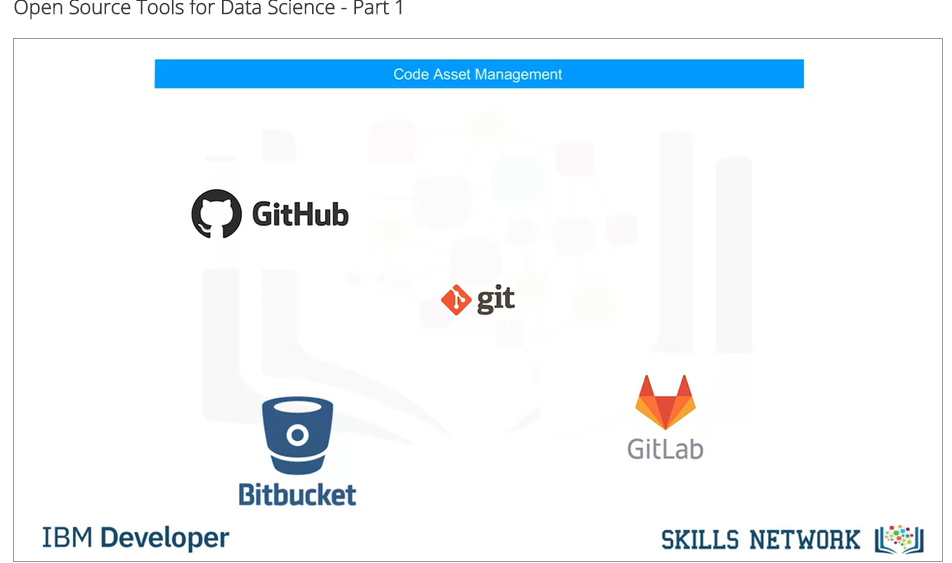 Open Source Tools for Data Science - Part 1
Code Asset Management
GitHub
git
GitLab
Bitbucket
IBM Developer
SKILLS NETWORK